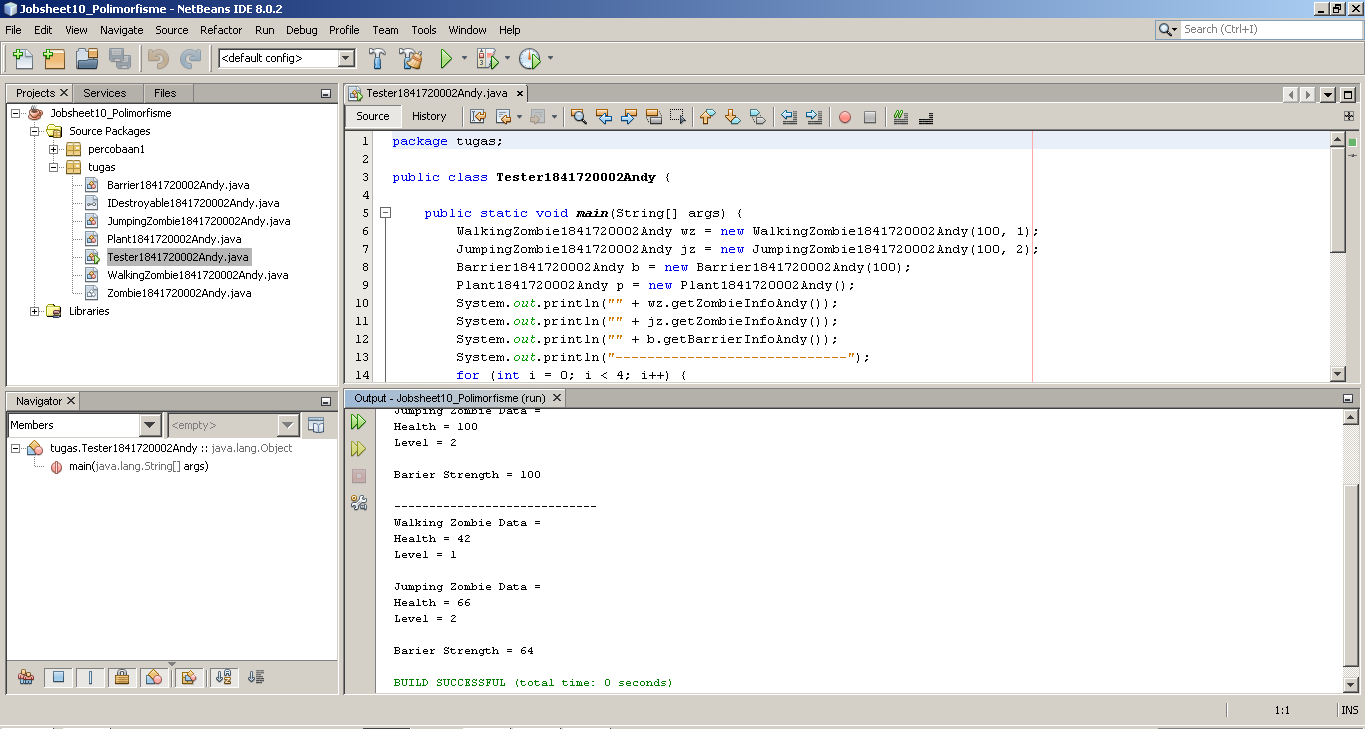 Jobsheet10_Polimorfisme - NetBeans IDE 8.0.2
File Edit View Navigate Source Refactor Run Debug Profile Team Tools Window Help
Search (Ctrl+I)
<default config>
Projects Services Files
Jobsheet10_Polimorfisme
Source Packages
percobaan1
tugas
Barrier1841720002Andy.java
IDestroyable1841720002Andy.java
JumpingZombie1841720002Andy.java
Plant1841720002Andy.java
Tester1841720002Andy.java
WalkingZombie1841720002Andy.java
Zombie1841720002Andy.java
Libraries
Tester1841720002Andy.java
Source History
1 package tugas;
2
3 public class Tester1841720002Andy {
4
5 public static void main(String[] args) {
6 WalkingZombie1841720002Andy wz = new WalkingZombie1841720002Andy(100, 1);
7 JumpingZombie1841720002Andy jz = new JumpingZombie1841720002Andy(100, 2);
8 Barrier1841720002Andy b = new Barrier1841720002Andy(100);
9 Plant1841720002Andy p = new Plant1841720002Andy();
10 System.out.println("" + wz.getZombieInfoAndy());
11 System.out.println("" + jz.getZombieInfoAndy());
12 System.out.println("" + b.getBarrierInfoAndy());
13 System.out.println("-----------------------------");
14 for (int i = 0; i < 4; i++) {
Navigator
Members
<empty>
tugas.Tester1841720002Andy :: java.lang.Object
main(java.lang.String[] args)
Output - Jobsheet10_Polimorfisme (run)
Jumping Zombie Data =
Health = 100
Level = 2
Barier Strength = 100
-----------------------------
Walking Zombie Data =
Health = 42
Level = 1
Jumping Zombie Data =
Health = 66
Level = 2
Barier Strength = 64
BUILD SUCCESSFUL (total time: 0 seconds)
1:1 INS